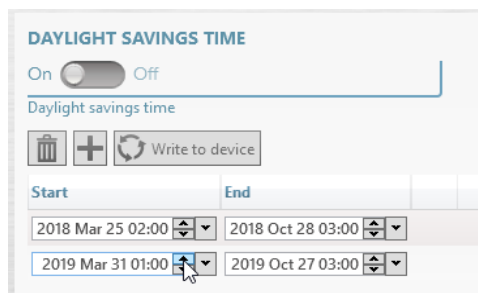 DAYLIGHT SAVINGS TIME
On Off
Daylight savings time
Write to device
Start End
2018 Mar 25 02:00 2018 Oct 28 03:00
2019 Mar 31 01:00 2019 Oct 27 03:00